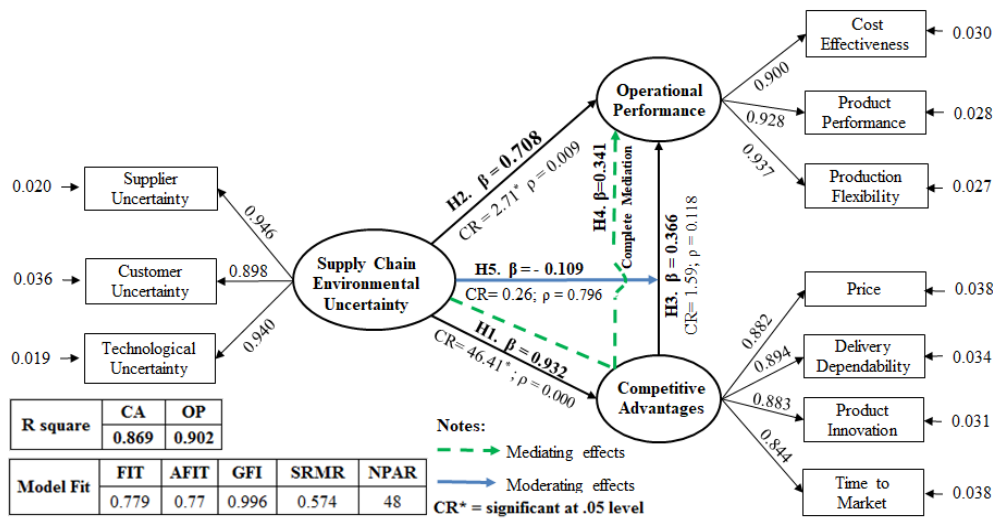 0.020
Supplier
Uncertainty
0.946
0.036
Customer
Uncertainty
0.898
0.019
Technological
Uncertainty
0.940
Supply Chain
Environmental
Uncertainty
H2. β = 0.708
CR = 2.71* ρ = 0.009
H5. β = - 0.109
CR= 0.26; ρ = 0.796
H1. β = 0.932
CR= 46.41*; ρ = 0.000
H4. β=0.341
Complete Mediation
H3. β = 0.366
CR= 1.59; ρ = 0.118
Operational
Performance
Competitive
Advantages
0.900
Cost
Effectiveness
0.030
0.928
Product
Performance
0.028
0.937
Production
Flexibility
0.027
0.882
Price
0.038
0.894
Delivery
Dependability
0.034
0.883
Product
Innovation
0.031
0.844
Time to
Market
0.038
R square
CA OP
0.869 0.902
Model Fit
FIT AFIT GFI SRMR NPAR
0.779 0.77 0.996 0.574 48
Notes:
Mediating effects
Moderating effects
CR* = significant at .05 level